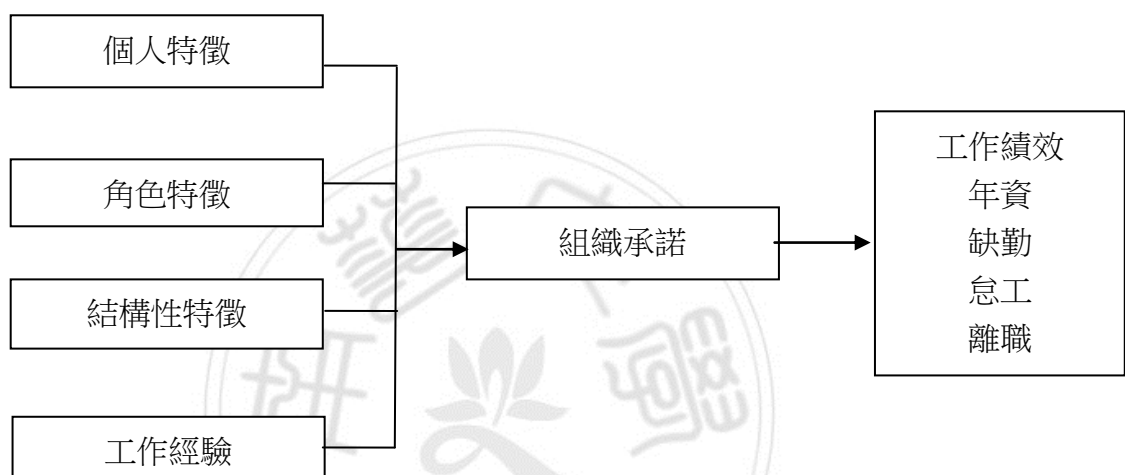 個人特徵
角色特徵
結構性特徵
工作經驗
組織承諾
工作績效
年資
缺勤
怠工
離職